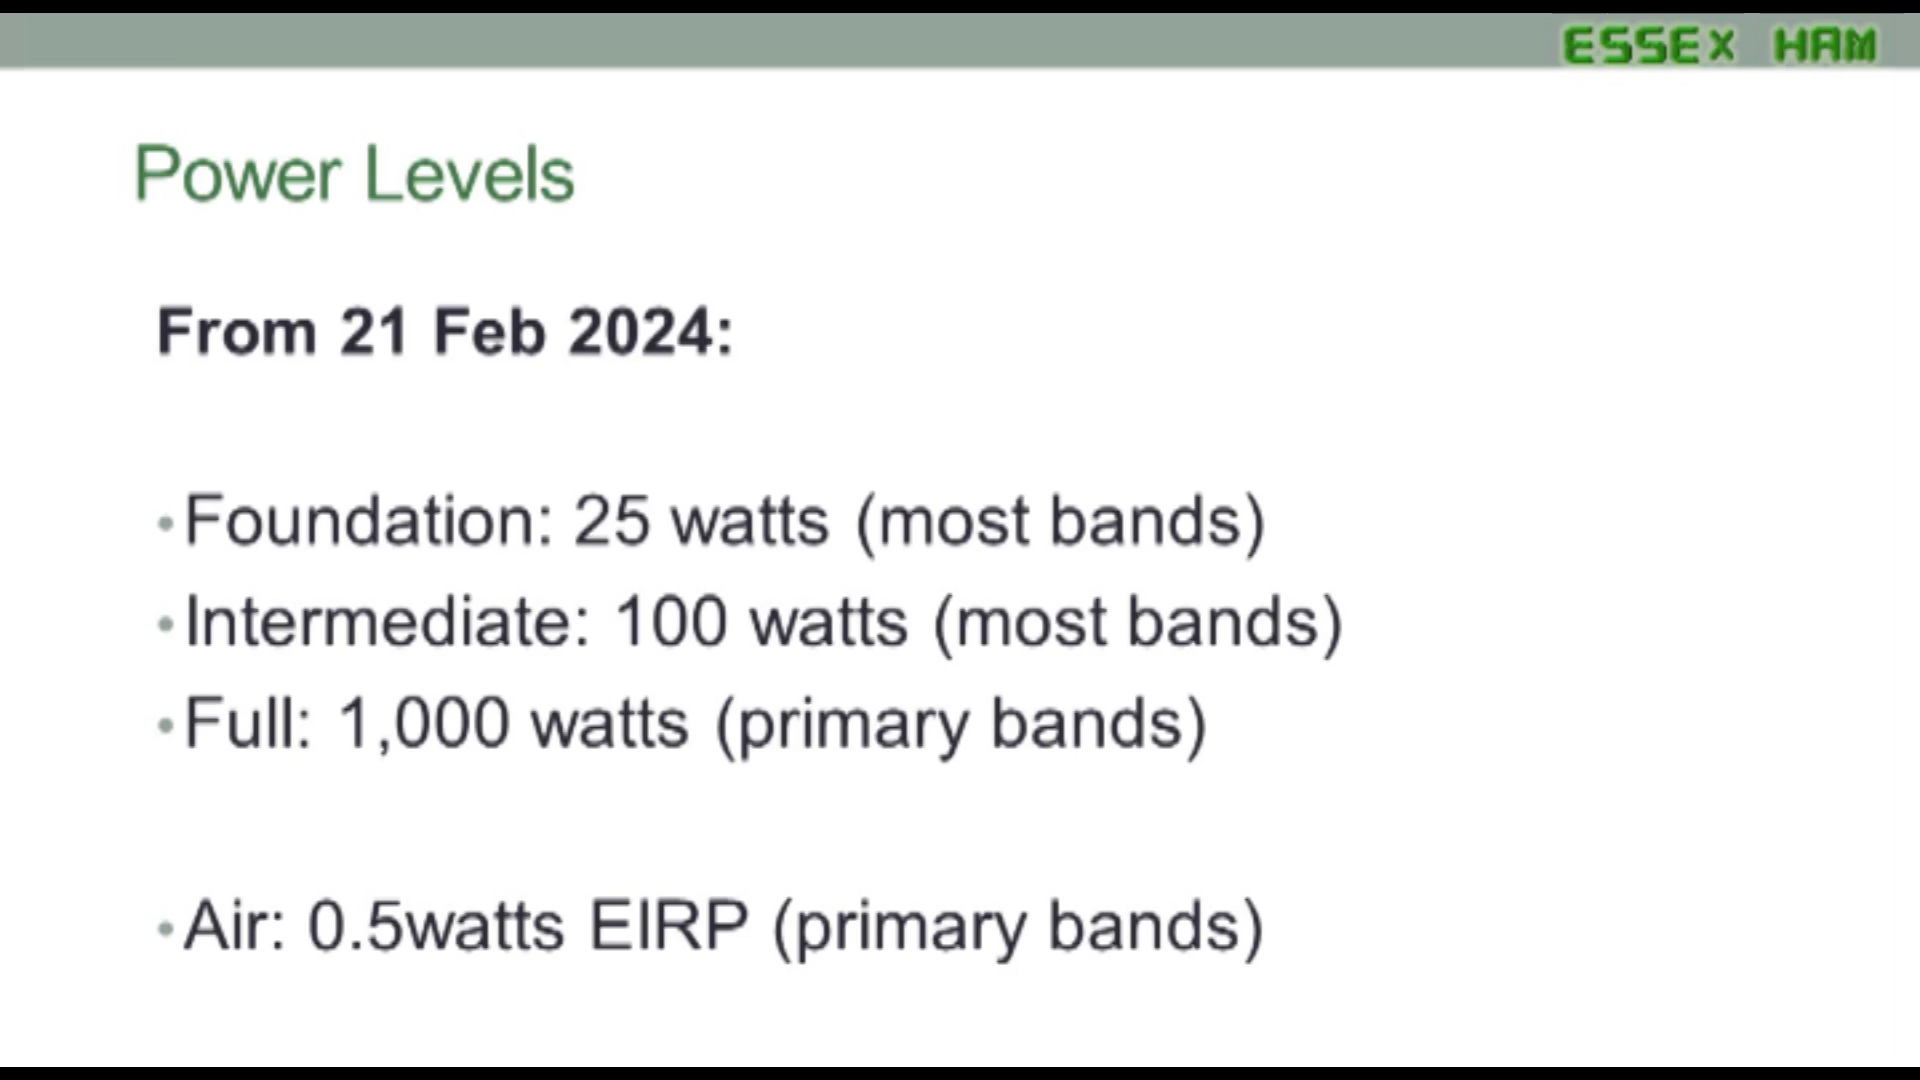 ESSEX HAM
Power Levels
From 21 Feb 2024:
•Foundation: 25 watts (most bands)
•Intermediate: 100 watts (most bands)
•Full: 1,000 watts (primary bands)
•Air: 0.5watts EIRP (primary bands)